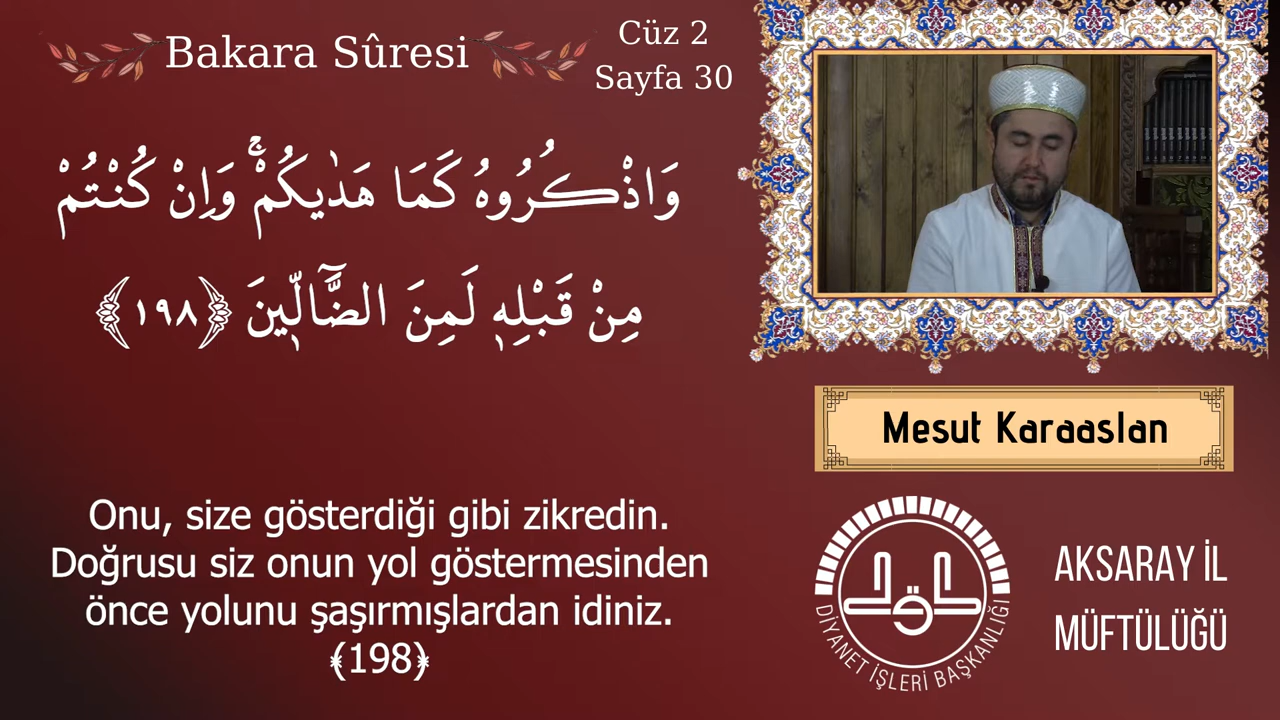 Bakara Sûresi
Cüz 2
Sayfa 30
وَاذْكُرُوهُ كَمَا هَدٰيكُمْۚ وَاِنْ كُنْتُمْ
مِنْ قَبْلِه۪ لَمِنَ الضَّٓالّ۪ينَ ﴿١٩٨﴾
Mesut Karaaslan
Onu, size gösterdiği gibi zikredin.
Doğrusu siz onun yol göstermesinden
önce yolunu şaşırmışlardan idiniz.
﴾198﴿
DİYANET İŞLERİ BAŞKANLIĞI
AKSARAY İL
MÜFTÜLÜĞÜ